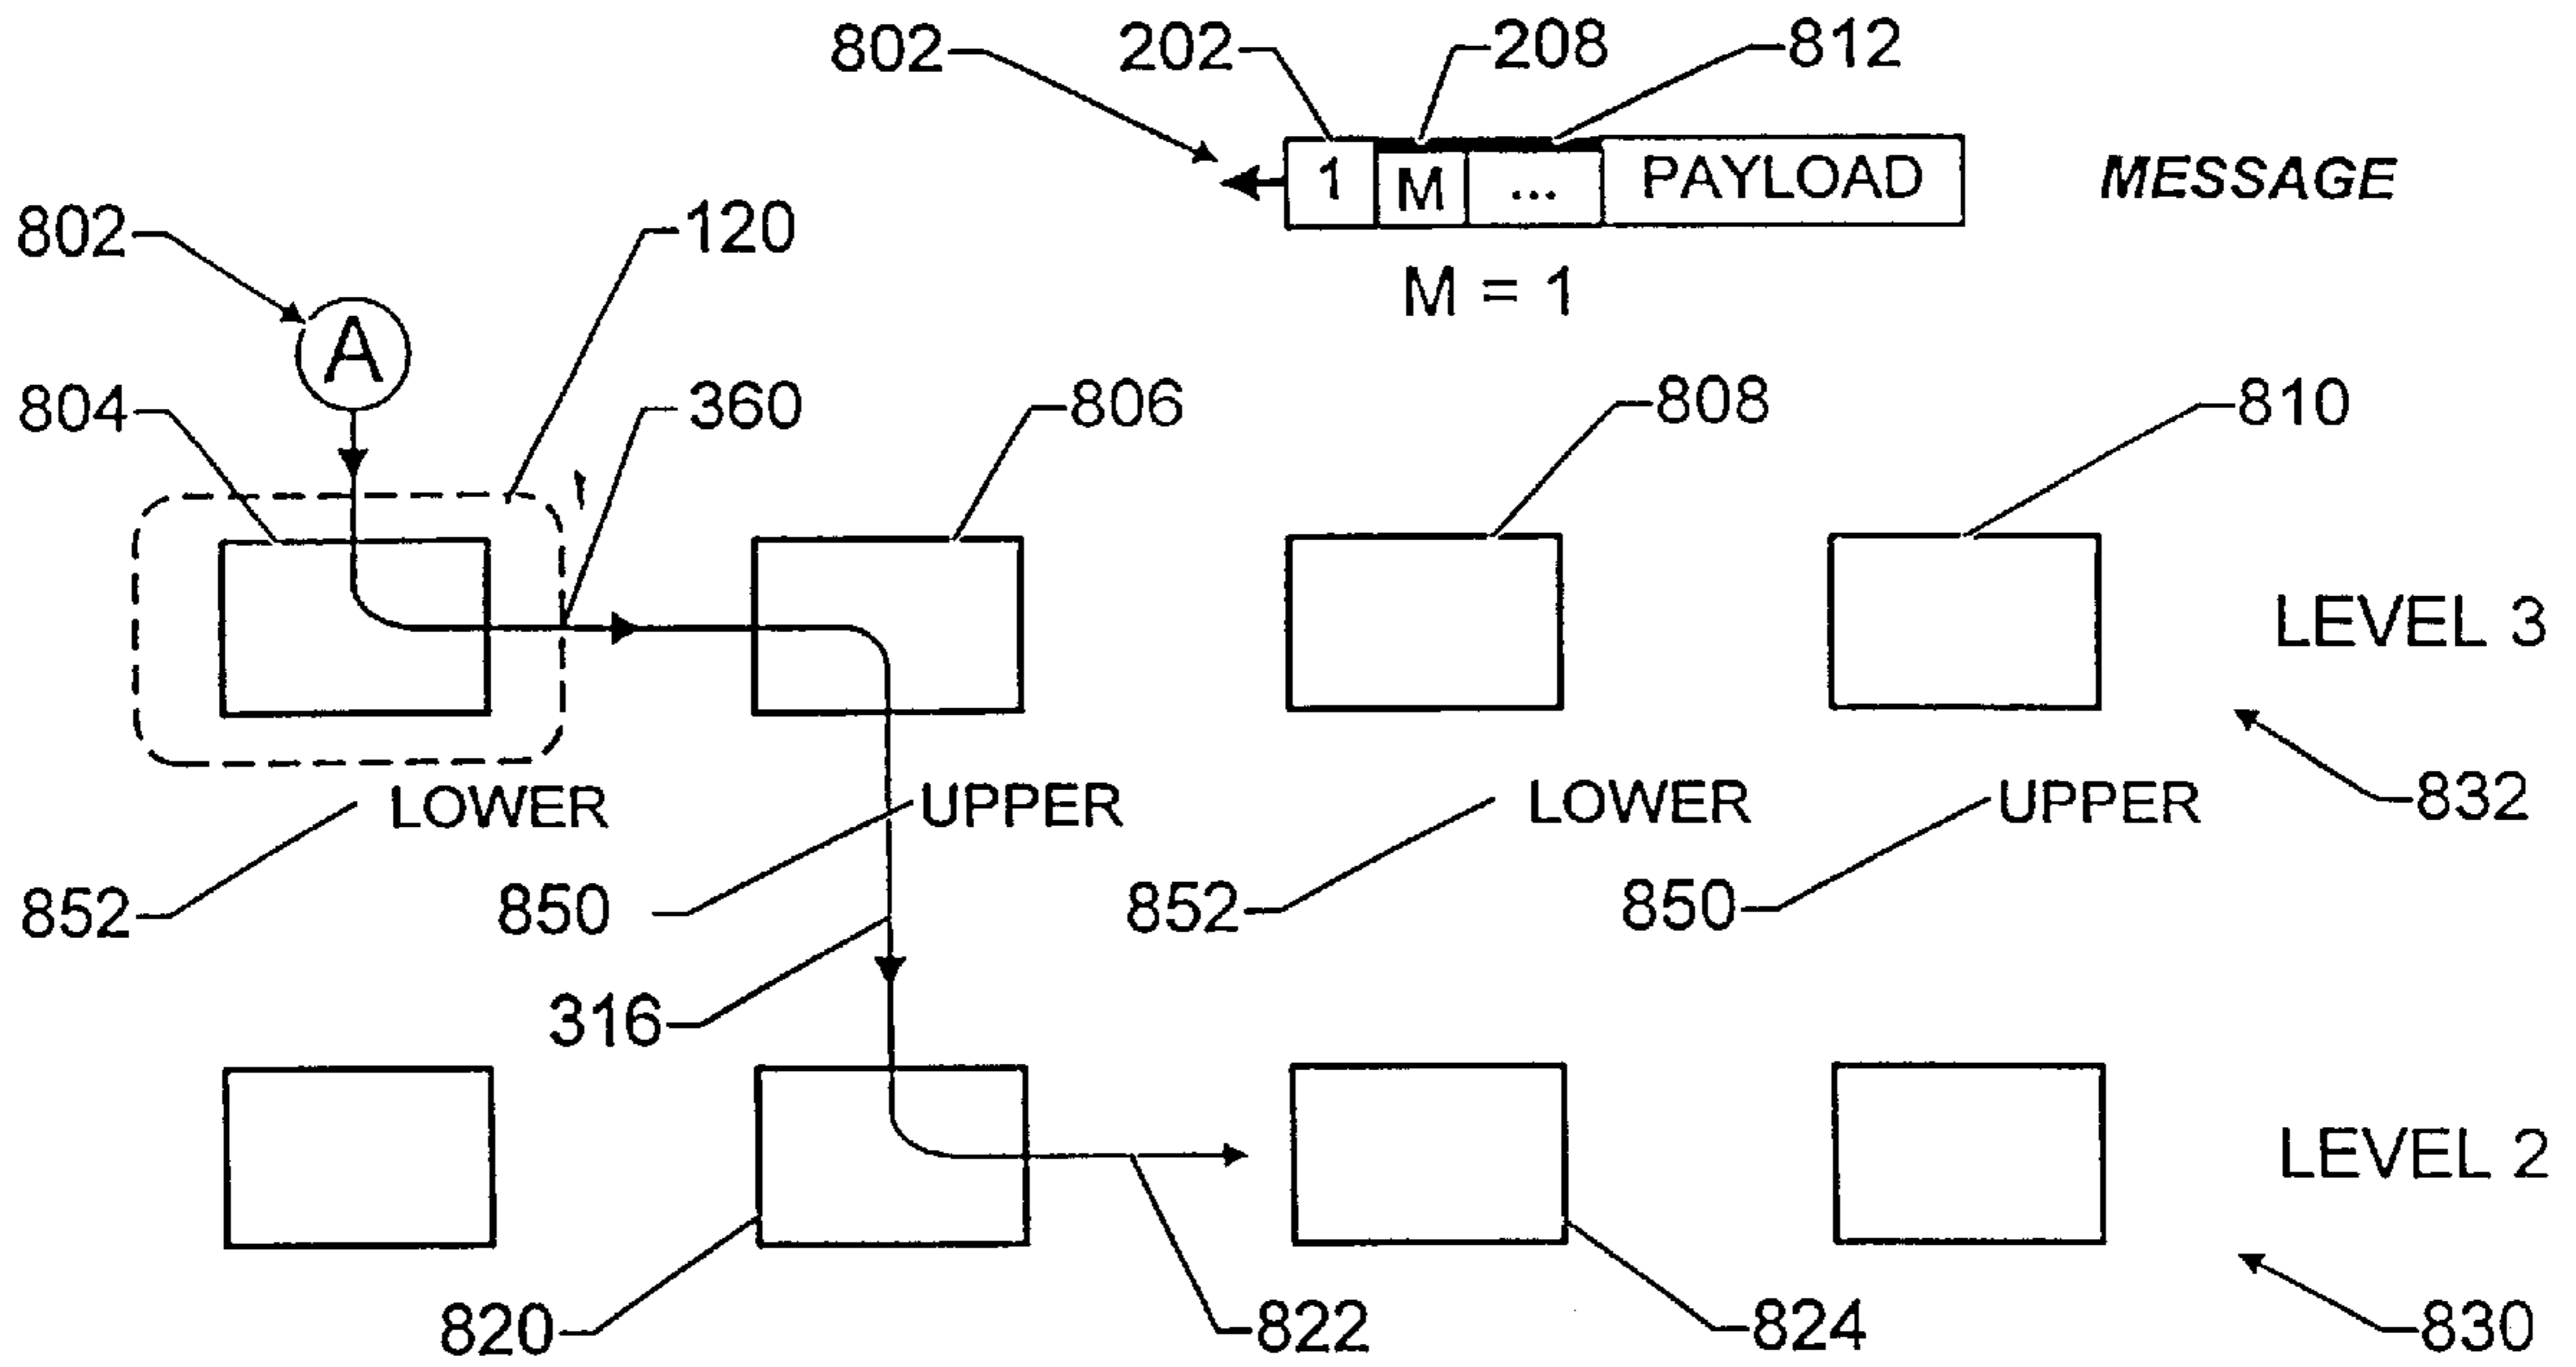 802 202 208 812
1 M ... PAYLOAD MESSAGE
M = 1
802 120
A
804 360 806 808 810
LEVEL 3
LOWER UPPER LOWER UPPER 832
852 850 852 850
316
LEVEL 2
820 822 824 830